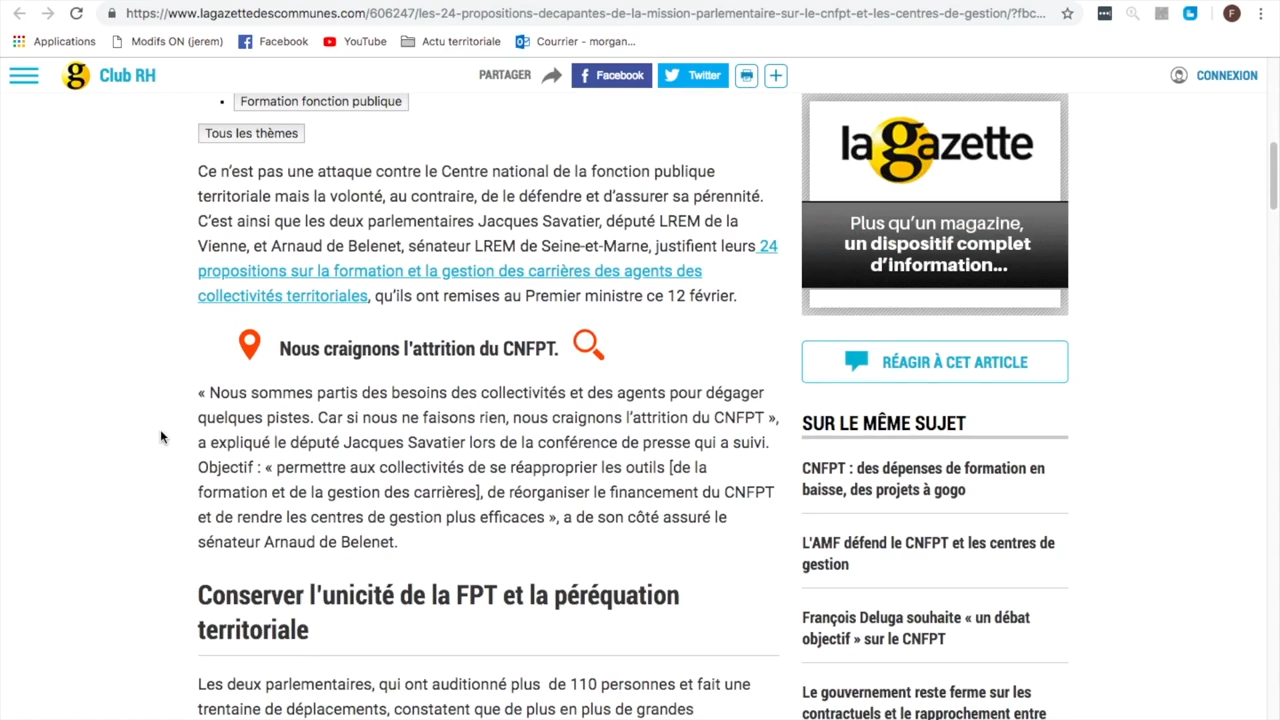 https://www.lagazettedescommunes.com/606247/les-24-propositions-decapantes-de-la-mission-parlementaire-sur-le-cnfpt-et-les-centres-de-gestion/?fbc...
F
Applications
Modifs ON (jerem)
Facebook
YouTube
Actu territoriale
Courrier - morgan...
g
Club RH
PARTAGER
Facebook
Twitter
CONNEXION
• Formation fonction publique
Tous les thèmes
Ce n’est pas une attaque contre le Centre national de la fonction publique
territoriale mais la volonté, au contraire, de le défendre et d’assurer sa pérennité.
C’est ainsi que les deux parlementaires Jacques Savatier, député LREM de la
Vienne, et Arnaud de Belenet, sénateur LREM de Seine-et-Marne, justifient leurs 24
propositions sur la formation et la gestion des carrières des agents des
collectivités territoriales, qu’ils ont remises au Premier ministre ce 12 février.
Nous craignons l’attrition du CNFPT.
« Nous sommes partis des besoins des collectivités et des agents pour dégager
quelques pistes. Car si nous ne faisons rien, nous craignons l’attrition du CNFPT »,
a expliqué le député Jacques Savatier lors de la conférence de presse qui a suivi.
Objectif : « permettre aux collectivités de se réapproprier les outils [de la
formation et de la gestion des carrières], de réorganiser le financement du CNFPT
et de rendre les centres de gestion plus efficaces », a de son côté assuré le
sénateur Arnaud de Belenet.
Conserver l’unicité de la FPT et la péréquation
territoriale
Les deux parlementaires, qui ont auditionné plus de 110 personnes et fait une
trentaine de déplacements, constatent que de plus en plus de grandes
la gazette
Plus qu’un magazine,
un dispositif complet
d’information...
RÉAGIR À CET ARTICLE
SUR LE MÊME SUJET
CNFPT : des dépenses de formation en
baisse, des projets à gogo
L'AMF défend le CNFPT et les centres de
gestion
François Deluga souhaite « un débat
objectif » sur le CNFPT
Le gouvernement reste ferme sur les
contractuels et le rapprochement entre